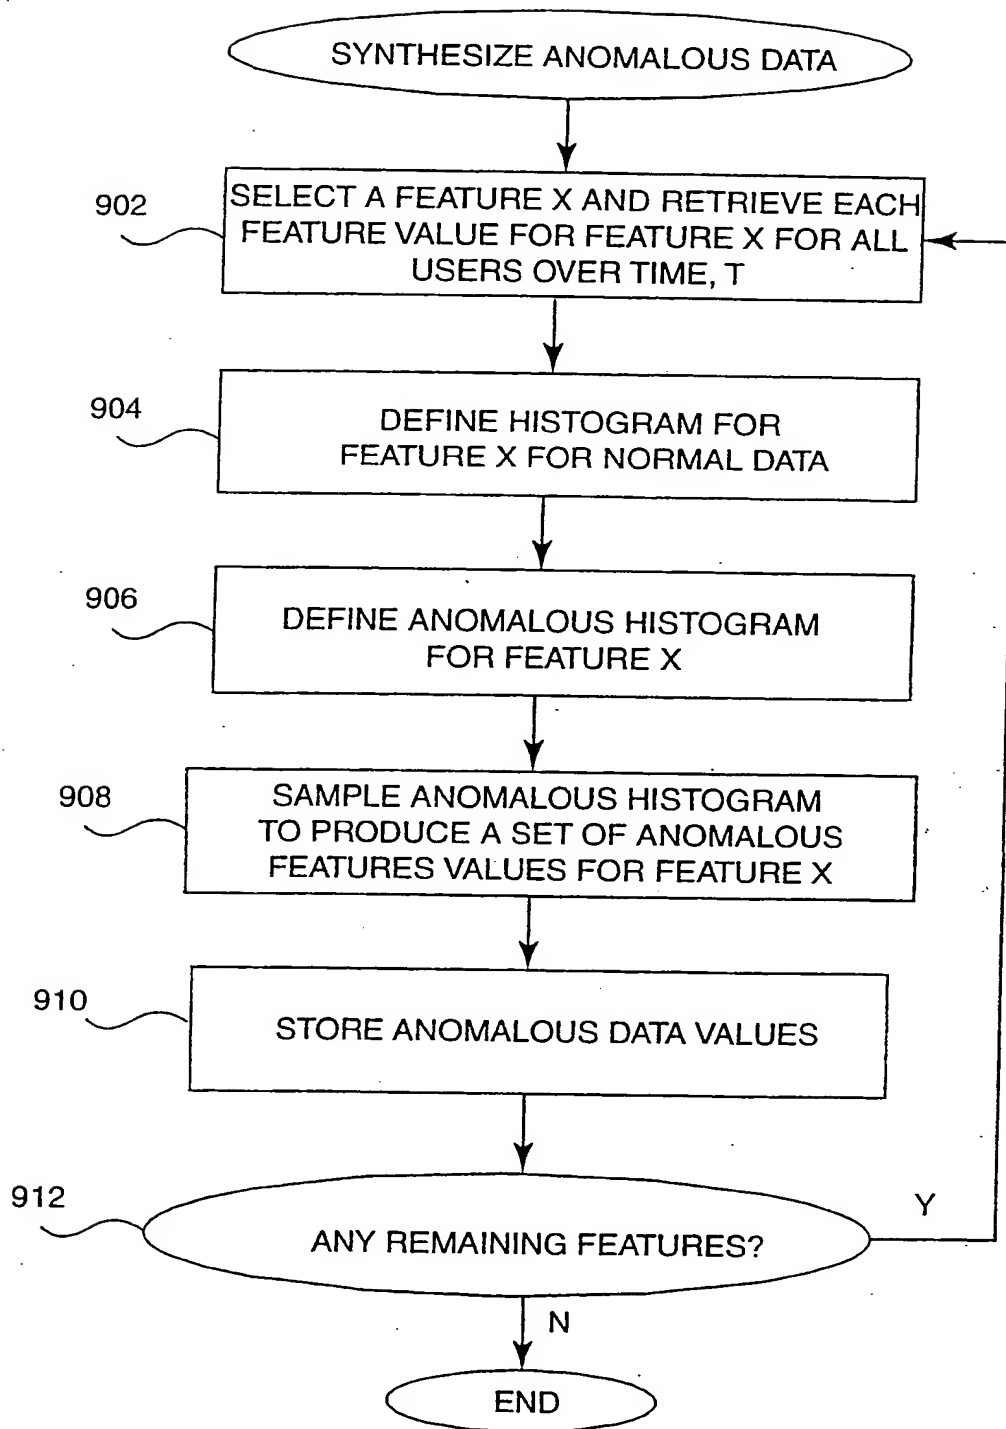 SYNTHESIZE ANOMALOUS DATA
902
SELECT A FEATURE X AND RETRIEVE EACH
FEATURE VALUE FOR FEATURE X FOR ALL
USERS OVER TIME, T
904
DEFINE HISTOGRAM FOR
FEATURE X FOR NORMAL DATA
906
DEFINE ANOMALOUS HISTOGRAM
FOR FEATURE X
908
SAMPLE ANOMALOUS HISTOGRAM
TO PRODUCE A SET OF ANOMALOUS
FEATURES VALUES FOR FEATURE X
910
STORE ANOMALOUS DATA VALUES
912
ANY REMAINING FEATURES?
Y
N
END